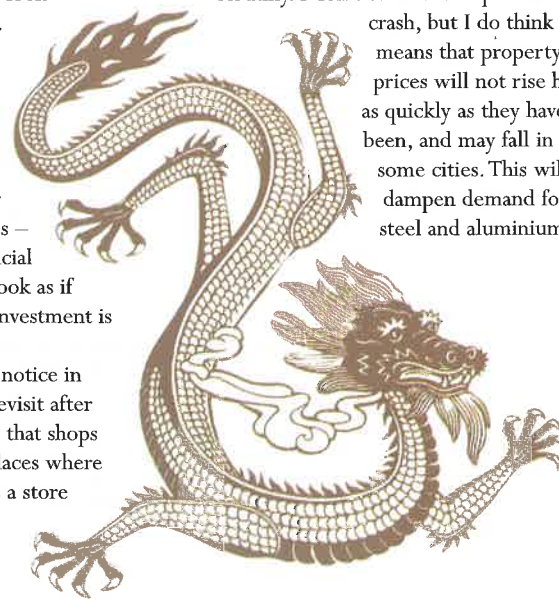 s –
cial
ook as if
nvestment is
notice in
evisit after
that shops
laces where
a store
crash, but I do think
means that property
prices will not rise h
as quickly as they have
been, and may fall in
some cities. This wil
dampen demand fo
steel and aluminium